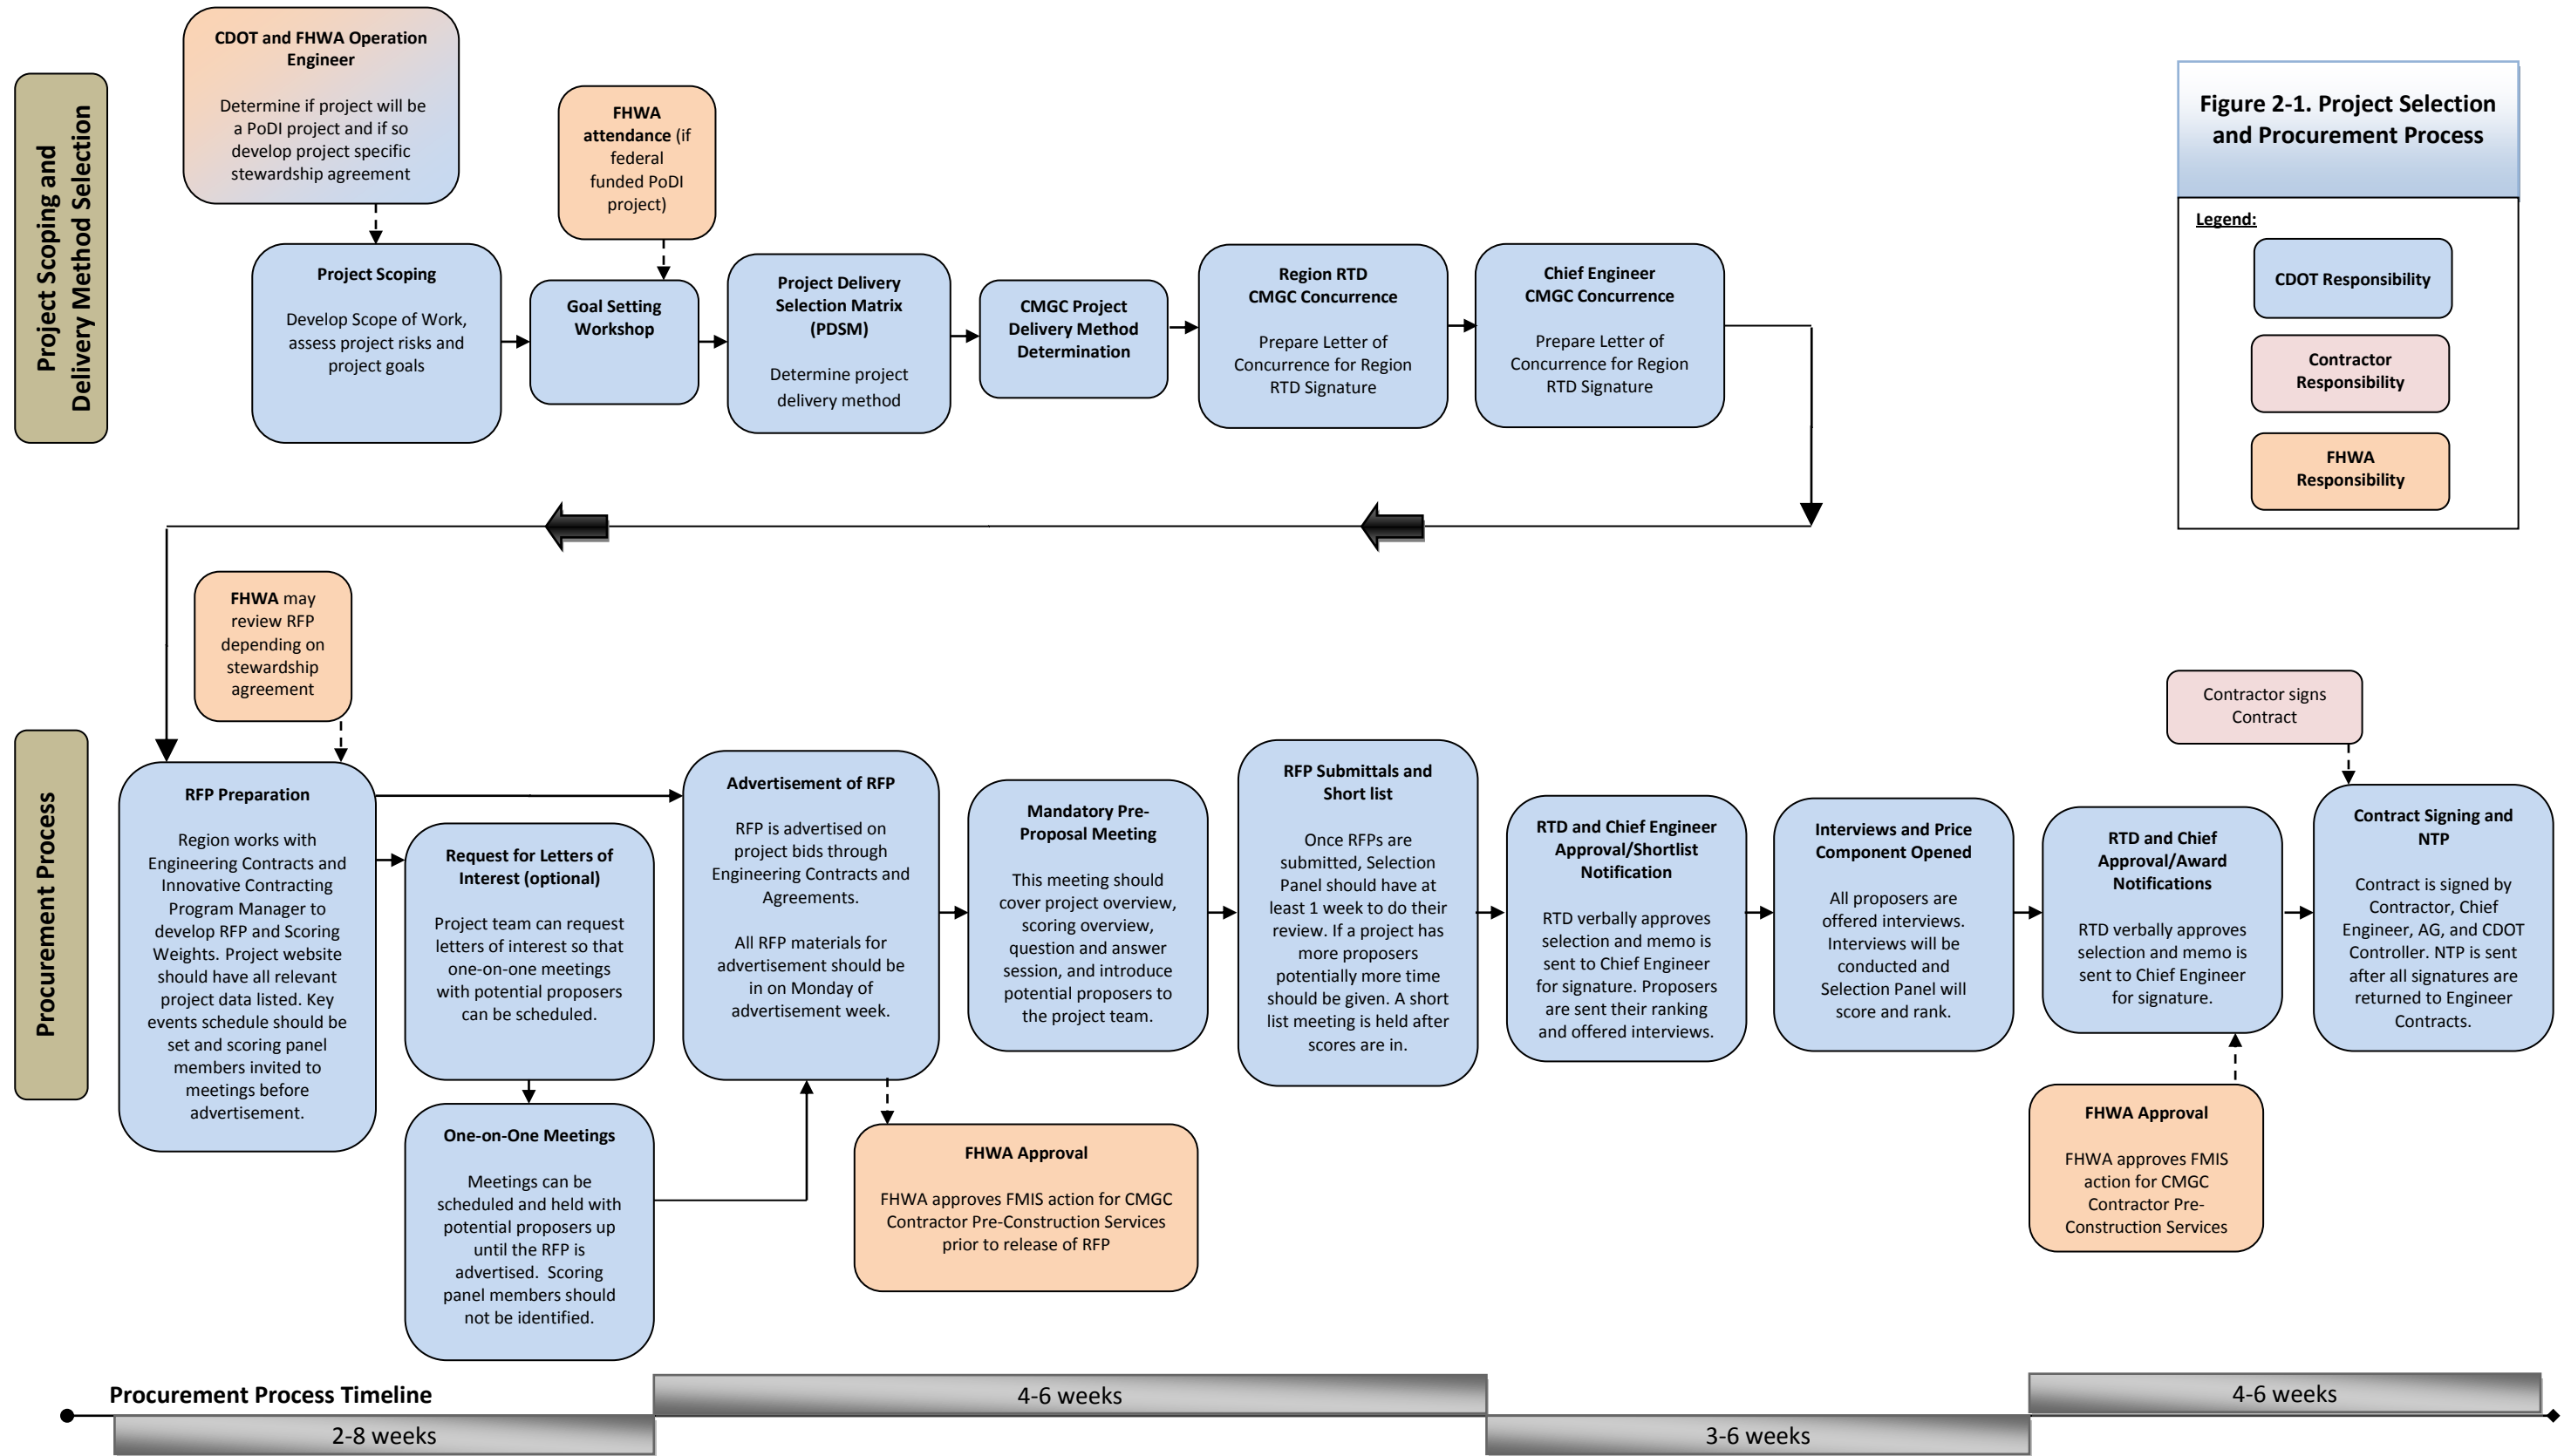 Project Scoping and
Delivery Method Selection
CDOT and FHWA Operation
Engineer
Determine if project will be
a PoDI project and if so
develop project specific
stewardship agreement
FHWA
attendance (if
federal
funded PoDI
project)
Project Scoping
Develop Scope of Work,
assess project risks and
project goals
Goal Setting
Workshop
Project Delivery
Selection Matrix
(PDSM)
Determine project
delivery method
CMGC Project
Delivery Method
Determination
Region RTD
CMGC Concurrence
Prepare Letter of
Concurrence for Region
RTD Signature
Chief Engineer
CMGC Concurrence
Prepare Letter of
Concurrence for Region
RTD Signature
Figure 2-1. Project Selection
and Procurement Process
Legend:
CDOT Responsibility
Contractor
Responsibility
FHWA
Responsibility
Procurement Process
FHWA may
review RFP
depending on
stewardship
agreement
RFP Preparation
Region works with
Engineering Contracts and
Innovative Contracting
Program Manager to
develop RFP and Scoring
Weights. Project website
should have all relevant
project data listed. Key
events schedule should be
set and scoring panel
members invited to
meetings before
advertisement.
Request for Letters of
Interest (optional)
Project team can request
letters of interest so that
one-on-one meetings
with potential proposers
can be scheduled.
One-on-One Meetings
Meetings can be
scheduled and held with
potential proposers up
until the RFP is
advertised. Scoring
panel members should
not be identified.
Advertisement of RFP
RFP is advertised on
project bids through
Engineering Contracts and
Agreements.
All RFP materials for
advertisement should be
in on Monday of
advertisement week.
FHWA Approval
FHWA approves FMIS action for CMGC
Contractor Pre-Construction Services
prior to release of RFP
Mandatory Pre-
Proposal Meeting
This meeting should
cover project overview,
scoring overview,
question and answer
session, and introduce
potential proposers to
the project team.
RFP Submittals and
Short list
Once RFPs are
submitted, Selection
Panel should have at
least 1 week to do their
review. If a project has
more proposers
potentially more time
should be given. A short
list meeting is held after
scores are in.
RTD and Chief Engineer
Approval/Shortlist
Notification
RTD verbally approves
selection and memo is
sent to Chief Engineer
for signature. Proposers
are sent their ranking
and offered interviews.
Interviews and Price
Component Opened
All proposers are
offered interviews.
Interviews will be
conducted and
Selection Panel will
score and rank.
RTD and Chief
Approval/Award
Notifications
RTD verbally approves
selection and memo is
sent to Chief Engineer
for signature.
FHWA Approval
FHWA approves FMIS
action for CMGC
Contractor Pre-
Construction Services
Contractor signs
Contract
Contract Signing and
NTP
Contract is signed by
Contractor, Chief
Engineer, AG, and CDOT
Controller. NTP is sent
after all signatures are
returned to Engineer
Contracts.
Procurement Process Timeline
2-8 weeks
4-6 weeks
3-6 weeks
4-6 weeks